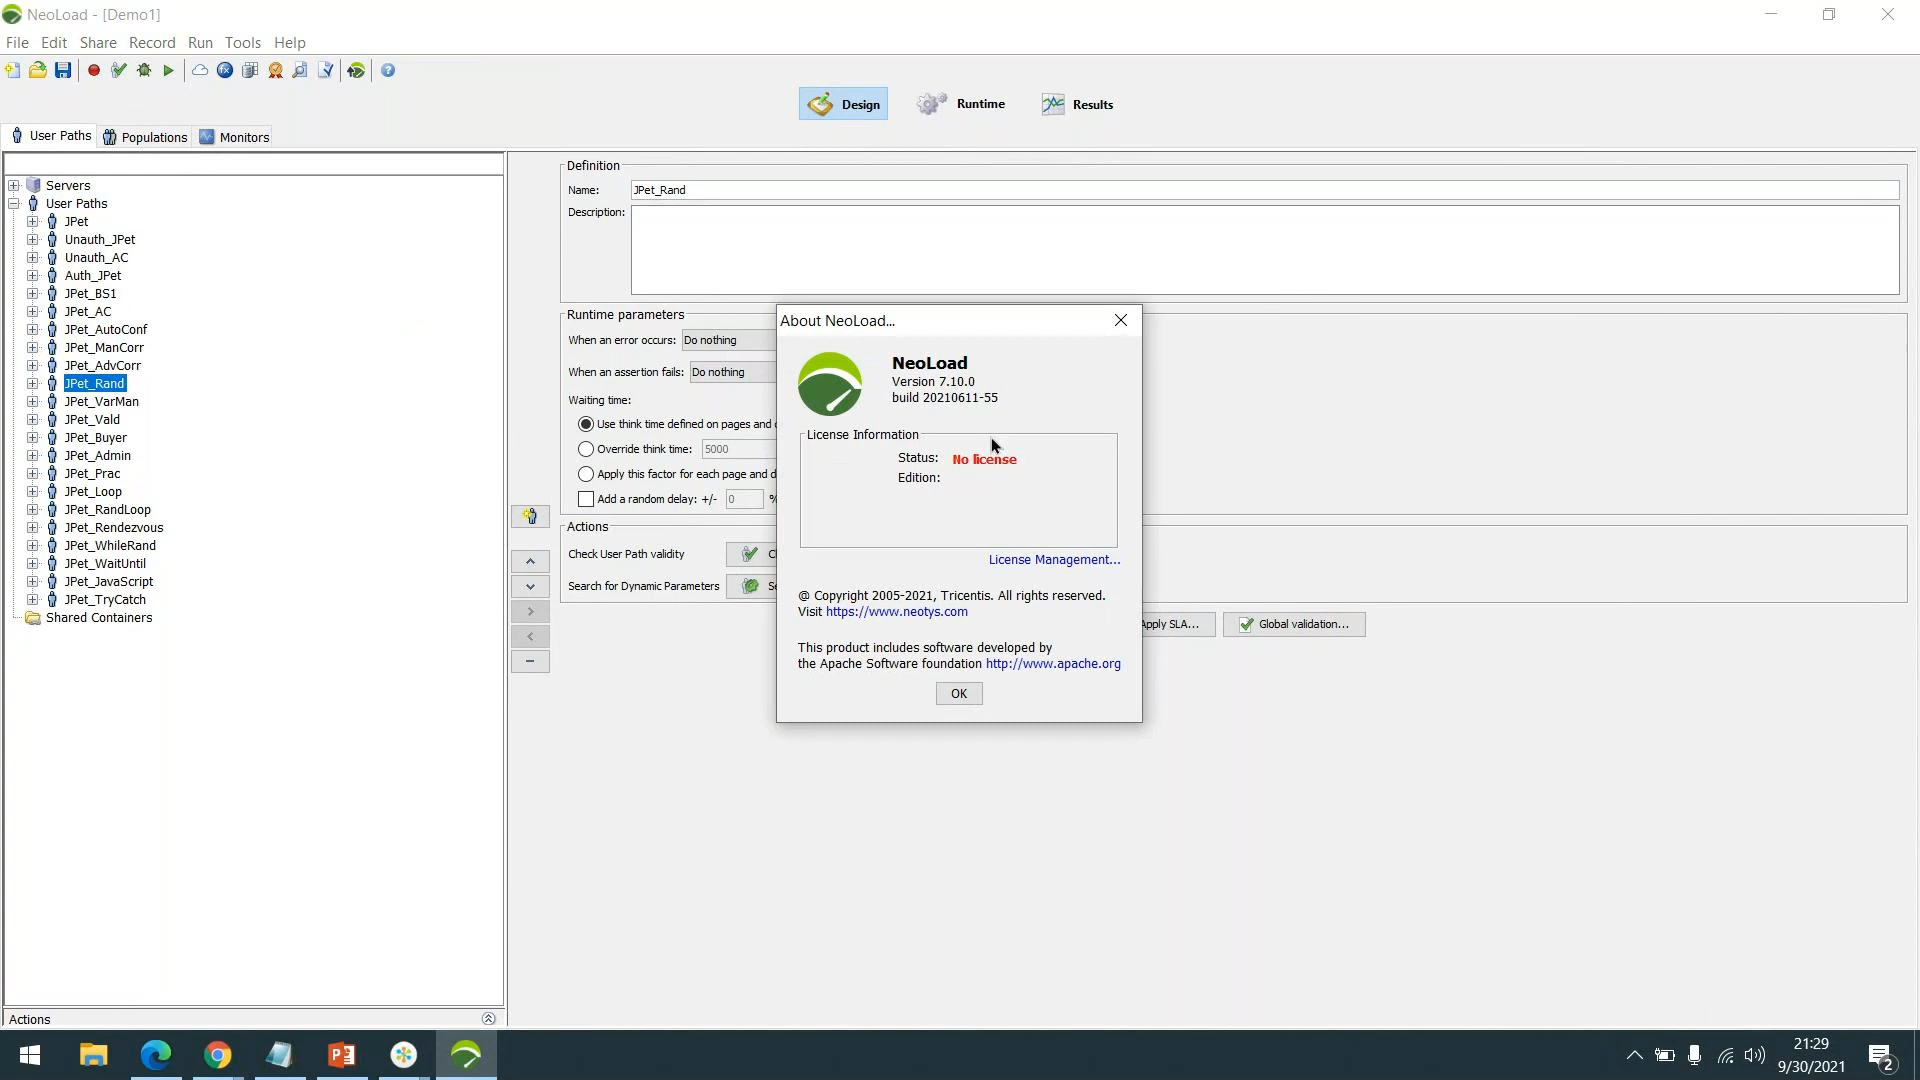 NeoLoad - [Demo1]
File Edit Share Record Run Tools Help
Design Runtime Results
User Paths Populations Monitors
Servers
User Paths
JPet
Unauth_JPet
Unauth_AC
Auth_JPet
JPet_BS1
JPet_AC
JPet_AutoConf
JPet_ManCorr
JPet_AdvCorr
JPet_Rand
JPet_VarMan
JPet_Vald
JPet_Buyer
JPet_Admin
JPet_Prac
JPet_Loop
JPet_RandLoop
JPet_Rendezvous
JPet_WhileRand
JPet_WaitUntil
JPet_JavaScript
JPet_TryCatch
Shared Containers
Actions
Definition
Name: JPet_Rand
Description:
Runtime parameters
When an error occurs: Do nothing
When an assertion fails: Do nothing
Waiting time:
Use think time defined on pages and
Override think time: 5000
Apply this factor for each page and
Add a random delay: +/- 0 %
Actions
Check User Path validity
Search for Dynamic Parameters
Apply SLA... Global validation...
About NeoLoad...
NeoLoad
Version 7.10.0
build 20210611-55
License Information
Status: No license
Edition:
License Management...
@ Copyright 2005-2021, Tricentis. All rights reserved.
Visit https://www.neotys.com
This product includes software developed by
the Apache Software foundation http://www.apache.org
OK
21:29
9/30/2021
2